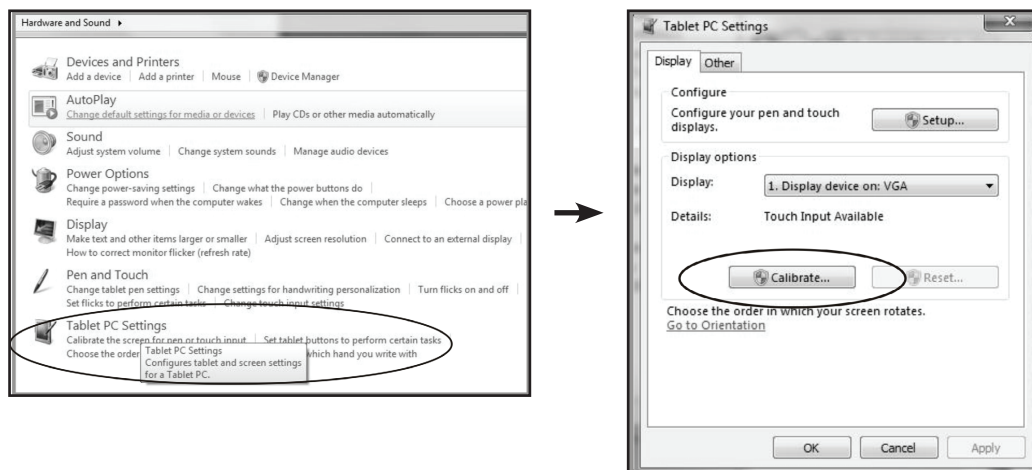 Hardware and Sound
Devices and Printers
Add a device Add a printer Mouse Device Manager
AutoPlay
Change default settings for media or devices Play CDs or other media automatically
Sound
Adjust system volume Change system sounds Manage audio devices
Power Options
Change power-saving settings Change what the power buttons do
Require a password when the computer wakes Change when the computer sleeps Choose a power pla
Display
Make text and other items larger or smaller Adjust screen resolution Connect to an external display
How to correct monitor flicker (refresh rate)
Pen and Touch
Change tablet pen settings Change settings for handwriting personalization Turn flicks on and off
Set flicks to perform certain tasks Change touch input settings
Tablet PC Settings
Calibrate the screen for pen or touch input Set tablet buttons to perform certain tasks
Choose the order which hand you write with
Tablet PC Settings
Configures tablet and screen settings
for a Tablet PC.
Tablet PC Settings
Display Other
Configure
Configure your pen and touch
displays.
Setup...
Display options
Display: 1. Display device on: VGA
Details: Touch Input Available
Calibrate... Reset...
Choose the order in which your screen rotates.
Go to Orientation
OK Cancel Apply